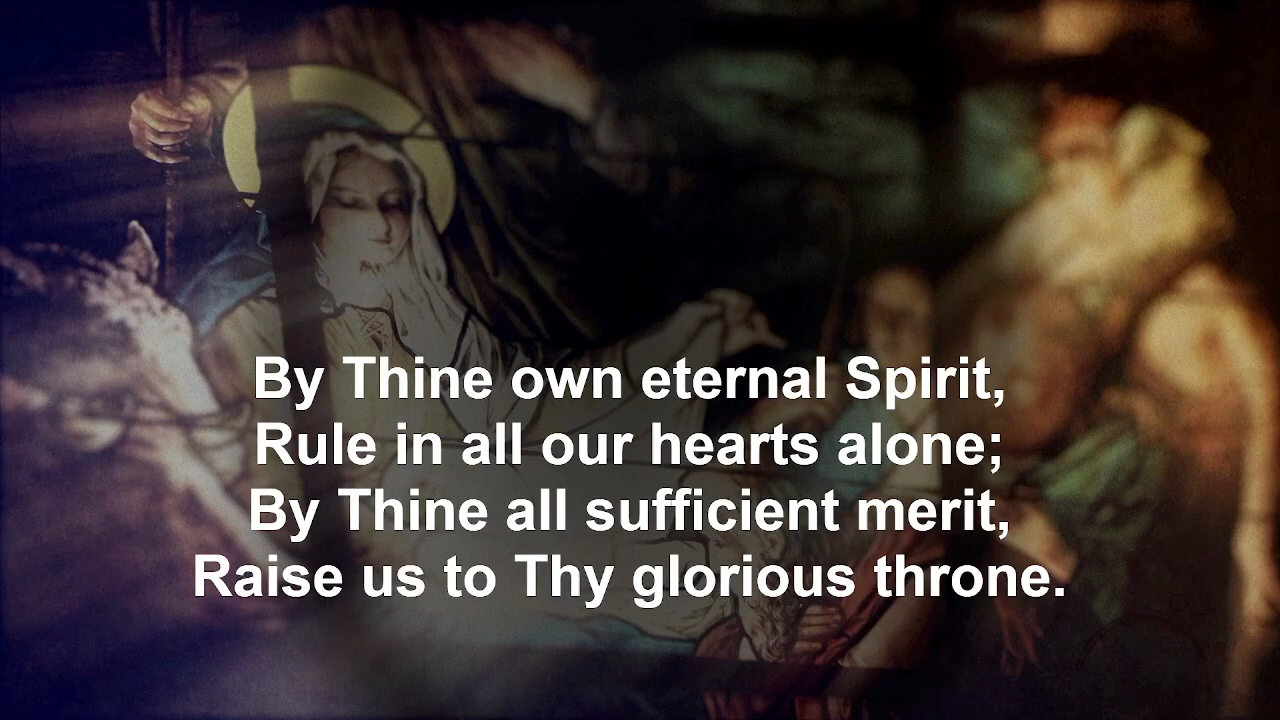 By Thine own eternal Spirit,
Rule in all our hearts alone;
By Thine all sufficient merit,
Raise us to Thy glorious throne.